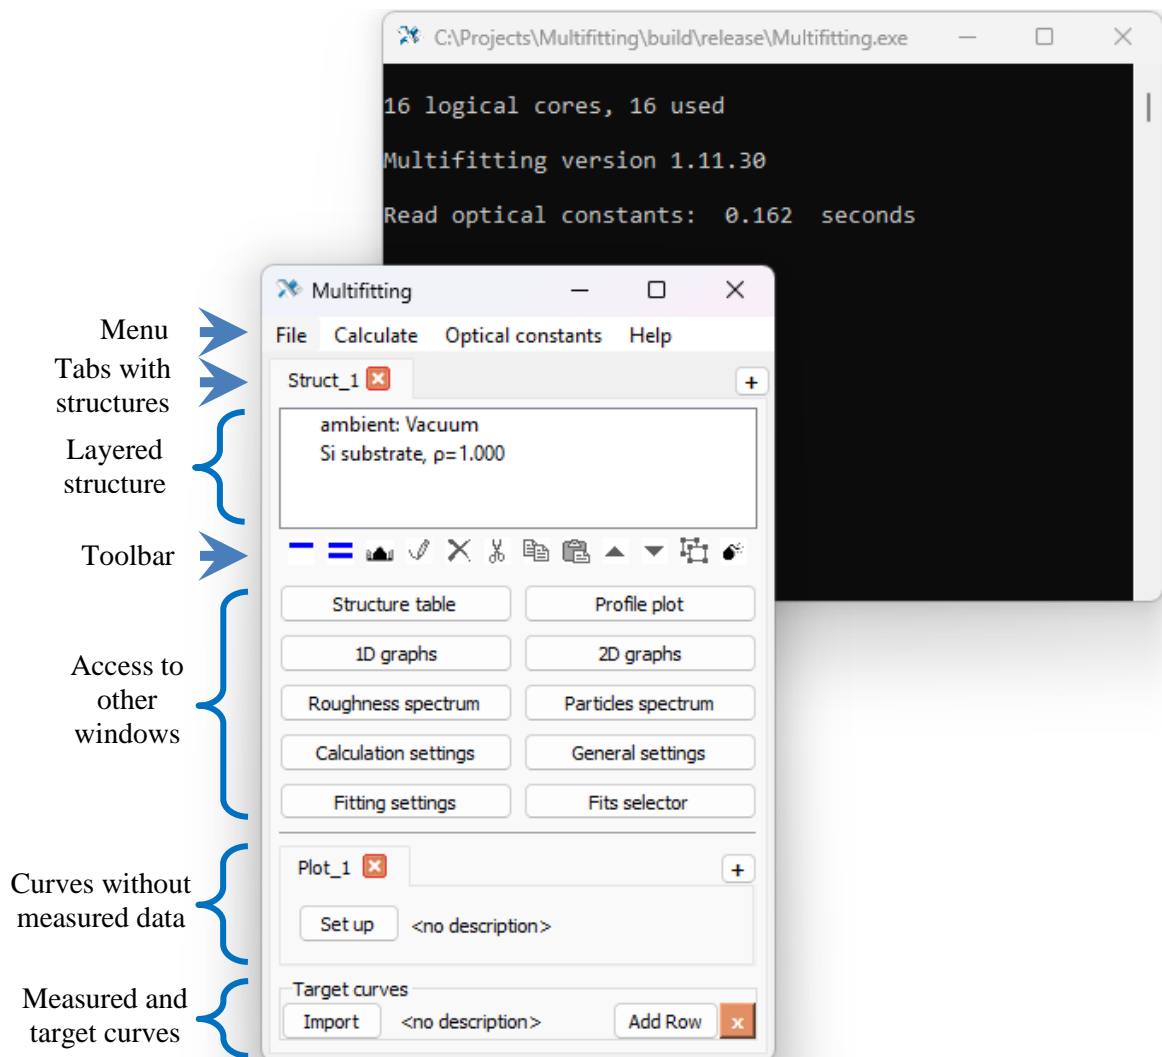 C:\Projects\Multifitting\build\release\Multifitting.exe
16 logical cores, 16 used
Multifitting version 1.11.30
Read optical constants:  0.162  seconds
Multifitting
Menu
File Calculate Optical constants Help
Tabs with
structures
Struct_1
+
Layered
structure
ambient: Vacuum
Si substrate, ρ=1.000
Toolbar
Access to
other
windows
Structure table Profile plot
1D graphs 2D graphs
Roughness spectrum Particles spectrum
Calculation settings General settings
Fitting settings Fits selector
Curves without
measured data
Plot_1
+
Set up <no description>
Measured and
target curves
Target curves
Import <no description> Add Row x